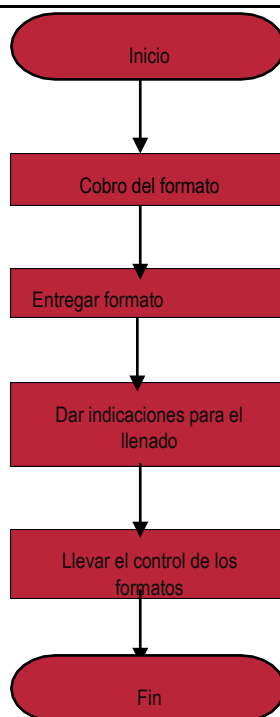 Inicio
Cobro del formato
Entregar formato
Dar indicaciones para el
llenado
Llevar el control de los
formatos
Fin